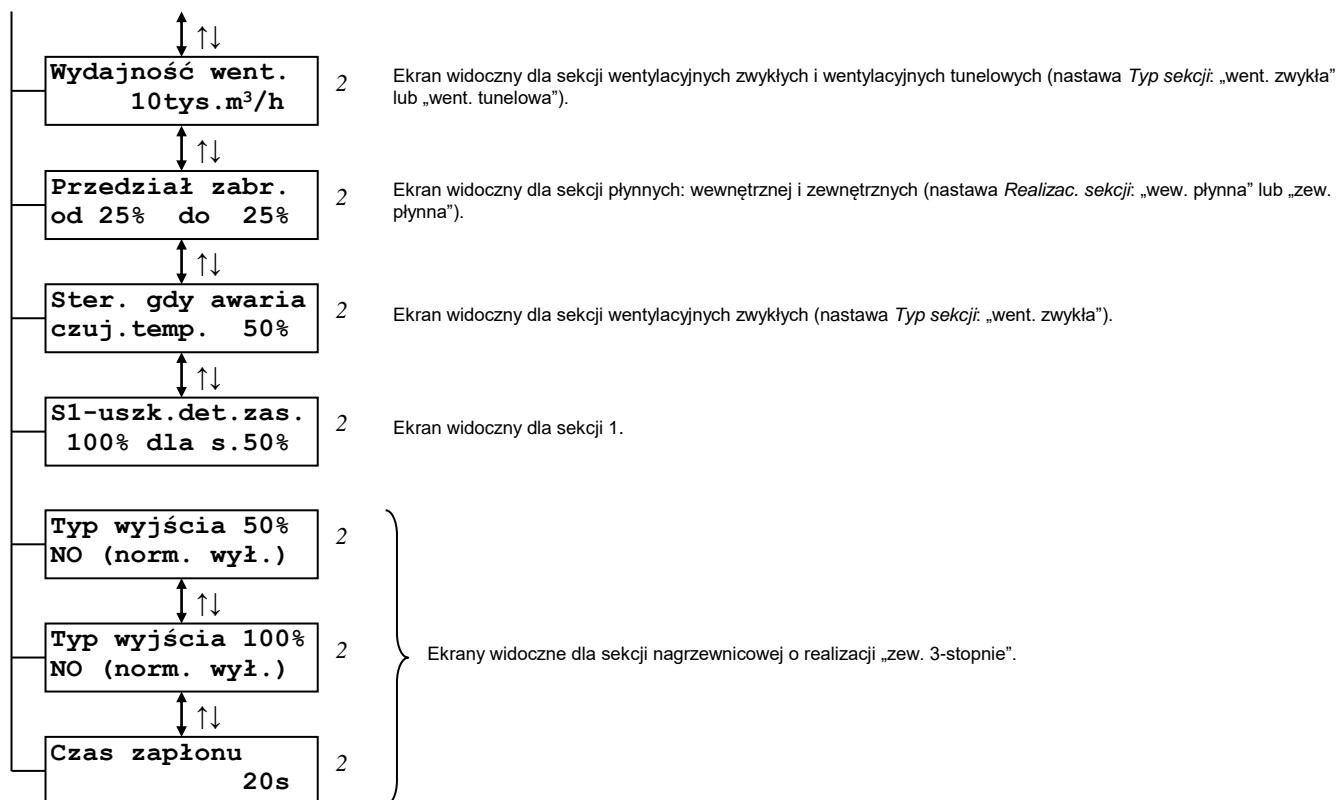 ↑↓
Wydajność went.
10tys.m³/h
2
Ekran widoczny dla sekcji wentylacyjnych zwykłych i wentylacyjnych tunelowych (nastawa Typ sekcji: „went. zwykła”
lub „went. tunelowa”).
↑↓
Przedział zabr.
od 25% do 25%
2
Ekran widoczny dla sekcji płynnych: wewnętrznej i zewnętrznych (nastawa Realizac. sekcji: „wew. płynna” lub „zew.
płynna”).
↑↓
Ster. gdy awaria
czuj.temp. 50%
2
Ekran widoczny dla sekcji wentylacyjnych zwykłych (nastawa Typ sekcji: „went. zwykła”).
↑↓
S1-uszk.det.zas.
100% dla s.50%
2
Ekran widoczny dla sekcji 1.
Typ wyjścia 50%
NO (norm. wył.)
2
↑↓
Typ wyjścia 100%
NO (norm. wył.)
2
Ekrany widoczne dla sekcji nagrzewnicowej o realizacji „zew. 3-stopnie”.
↑↓
Czas zapłonu
20s
2